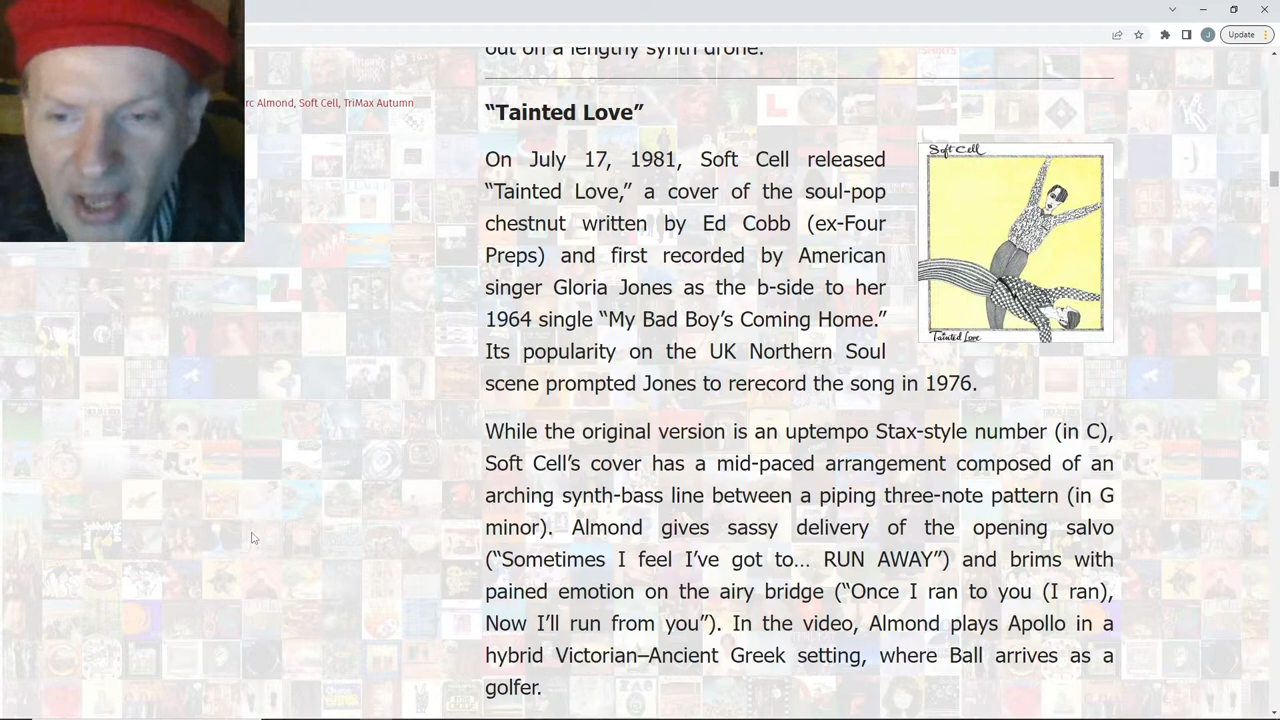 Update
out on a lengthy synth drone.
rc Almond, Soft Cell, TriMax Autumn
“Tainted Love”
On July 17, 1981, Soft Cell released
“Tainted Love,” a cover of the soul-pop
chestnut written by Ed Cobb (ex-Four
Preps) and first recorded by American
singer Gloria Jones as the b-side to her
1964 single “My Bad Boy’s Coming Home.”
Its popularity on the UK Northern Soul
scene prompted Jones to rerecord the song in 1976.
Soft Cell
Tainted Love
While the original version is an uptempo Stax-style number (in C),
Soft Cell’s cover has a mid-paced arrangement composed of an
arching synth-bass line between a piping three-note pattern (in G
minor). Almond gives sassy delivery of the opening salvo
(“Sometimes I feel I’ve got to… RUN AWAY”) and brims with
pained emotion on the airy bridge (“Once I ran to you (I ran),
Now I’ll run from you”). In the video, Almond plays Apollo in a
hybrid Victorian–Ancient Greek setting, where Ball arrives as a
golfer.